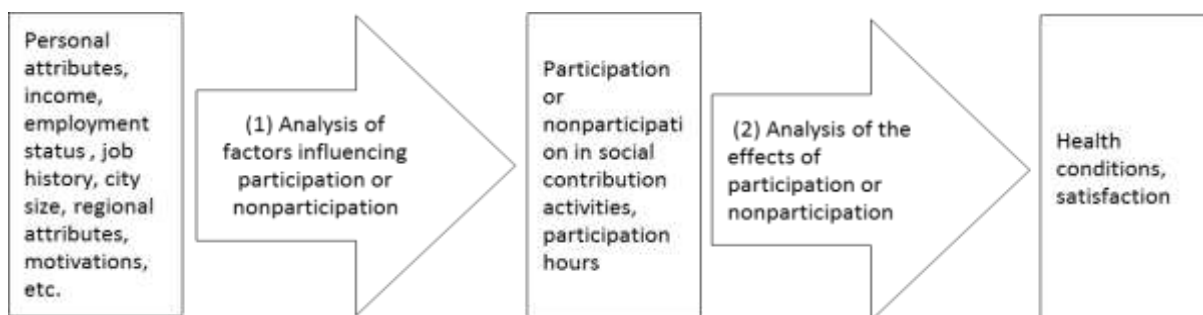 Personal
attributes,
income,
employment
status , job
history, city
size, regional
attributes,
motivations,
etc.
(1) Analysis of
factors influencing
participation or
nonparticipation
Participation
or
nonparticipati
on in social
contribution
activities,
participation
hours
(2) Analysis of the
effects of
participation or
nonparticipation
Health
conditions,
satisfaction